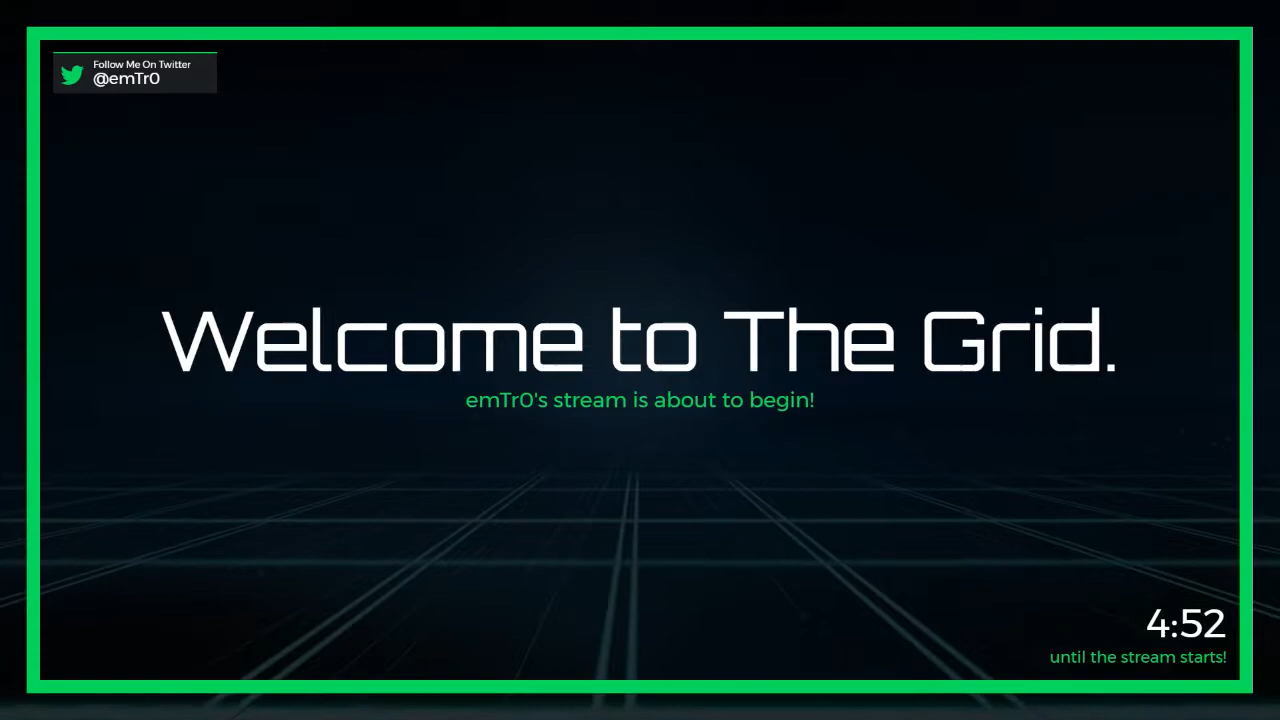 Follow Me On Twitter
@emTr0
Welcome to The Grid.
emTr0's stream is about to begin!
4:52
until the stream starts!